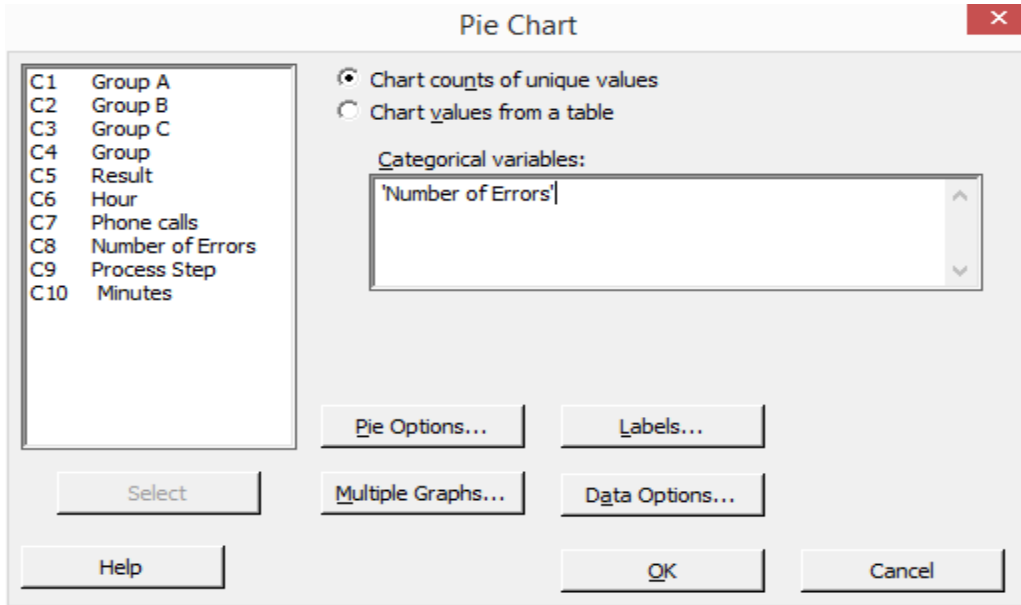 Pie Chart
C1 Group A
C2 Group B
C3 Group C
C4 Group
C5 Result
C6 Hour
C7 Phone calls
C8 Number of Errors
C9 Process Step
C10 Minutes
Chart counts of unique values
Chart values from a table
Categorical variables:
'Number of Errors'
Pie Options...
Labels...
Select
Multiple Graphs...
Data Options...
Help
OK
Cancel